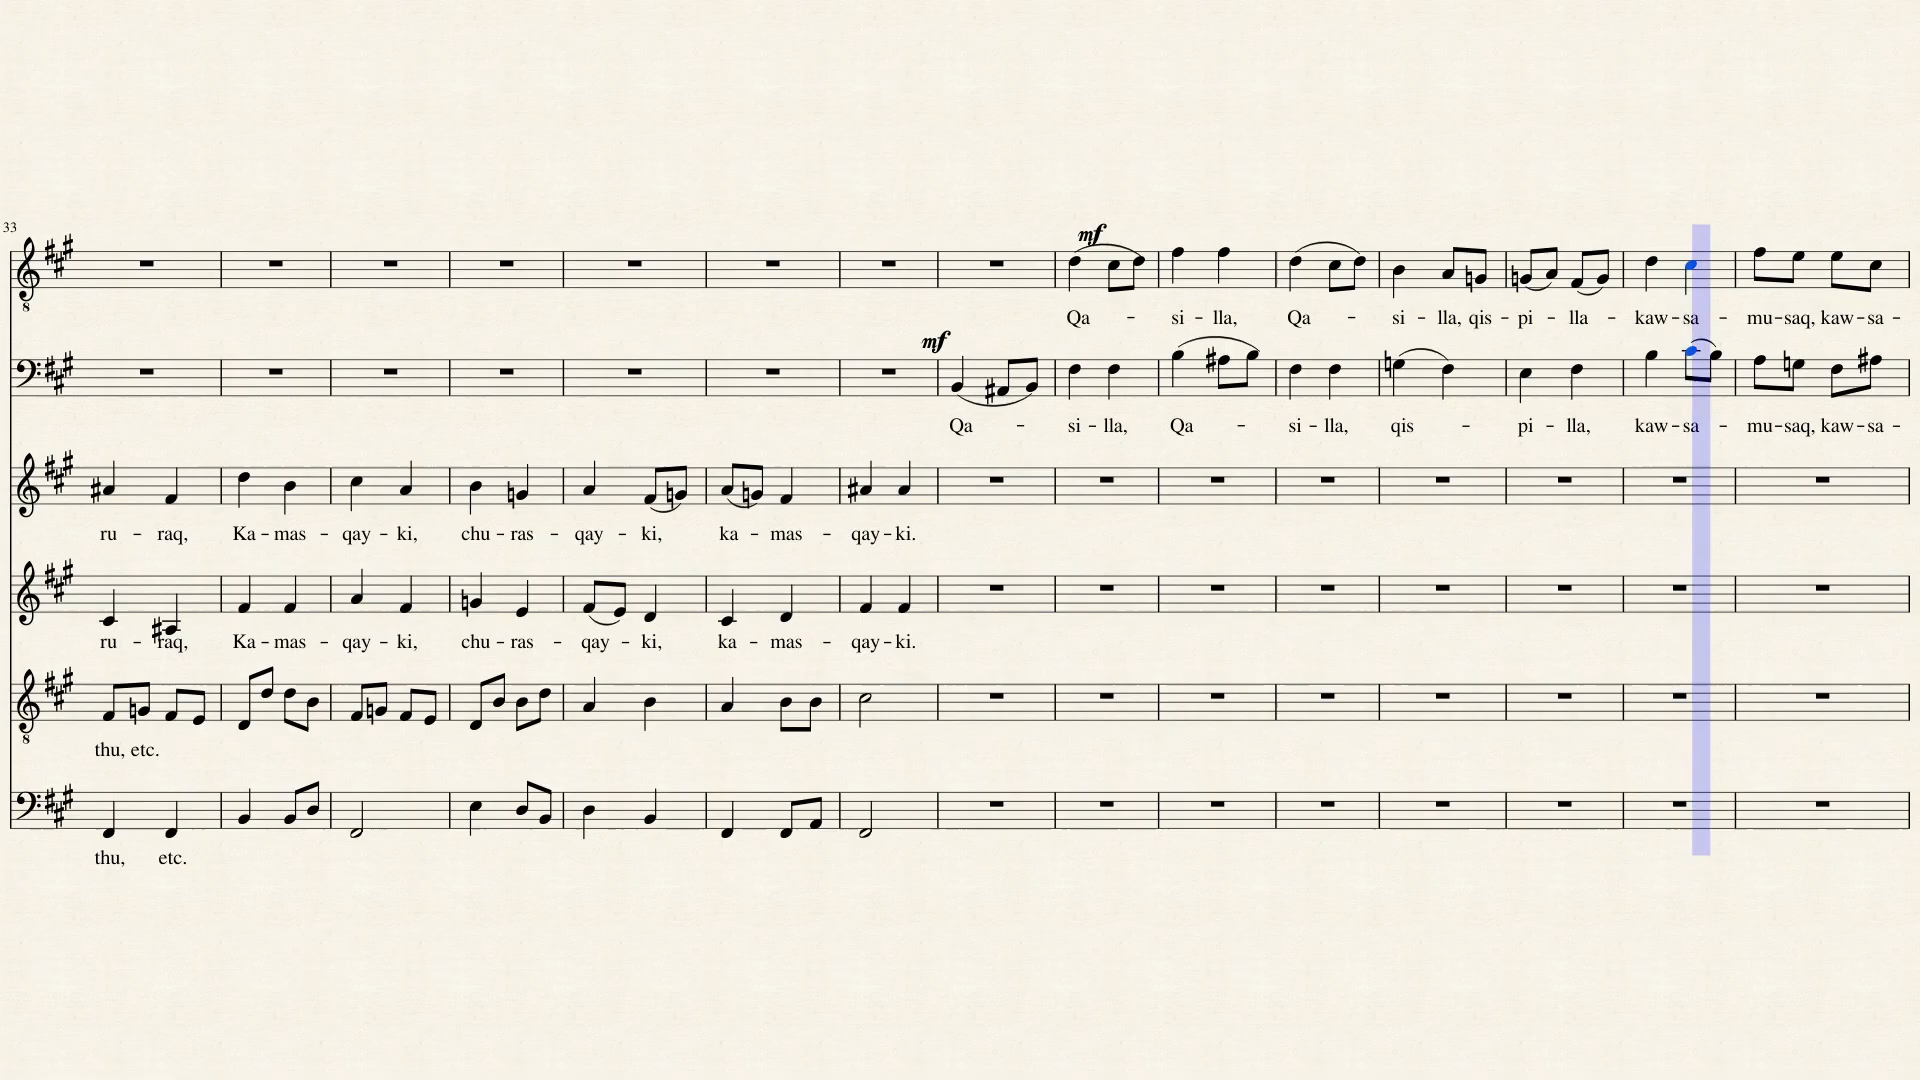 33
mf
Qa - si - lla, Qa - si - lla, qis - pi - lla - kaw - sa - mu - saq, kaw - sa -
mf
Qa - si - lla, Qa - si - lla, qis - pi - lla, kaw - sa - mu - saq, kaw - sa -
ru - raq, Ka - mas - qay - ki, chu - ras - qay - ki, ka - mas - qay - ki.
ru - raq, Ka - mas - qay - ki, chu - ras - qay - ki, ka - mas - qay - ki.
8
thu, etc.
thu, etc.